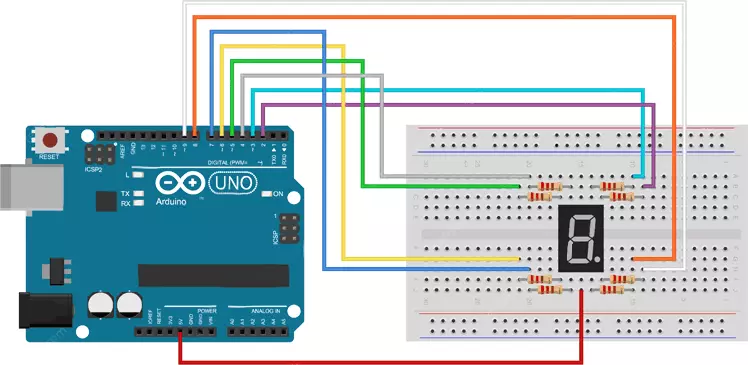 RESET
ICSP2
AREF
GND
13
12
~11
~10
~9
8
7
~6
~5
4
~3
2
TX0 ▶ 1
RX0 ◀ 0
DIGITAL (PWM~)
L
TX
RX
UNO
Arduino
™
ON
1
ICSP
POWER
ANALOG IN
IOREF
RESET
3V3
5V
GND
GND
VIN
A0
A1
A2
A3
A4
A5